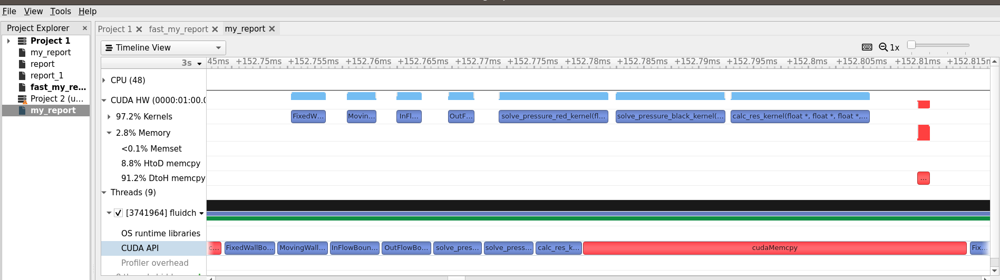 File View Tools Help
Project Explorer
Project 1
my_report
report
report_1
fast_my_re...
Project 2 (u...
my_report
Project 1 fast_my_report my_report
Timeline View
1x
3s
45ms +152.75ms +152.755ms +152.76ms +152.765ms +152.77ms +152.775ms +152.78ms +152.785ms +152.79ms +152.795ms +152.8ms +152.805ms +152.81ms +152.815m
CPU (48)
CUDA HW (0000:01:00.0
97.2% Kernels
FixedW... Movin... InFl... OutF... solve_pressure_red_kernel(fl... solve_pressure_black_kernel(... calc_res_kernel(float *, float *, float *,...
2.8% Memory
<0.1% Memset
8.8% HtoD memcpy
91.2% DtoH memcpy
...
Threads (9)
[3741964] fluidch
OS runtime libraries
CUDA API
c... FixedWallBo... MovingWall... InFlowBoun... OutFlowBo... solve_pres... solve_press... calc_res_k... cudaMemcpy Fix...
Profiler overhead